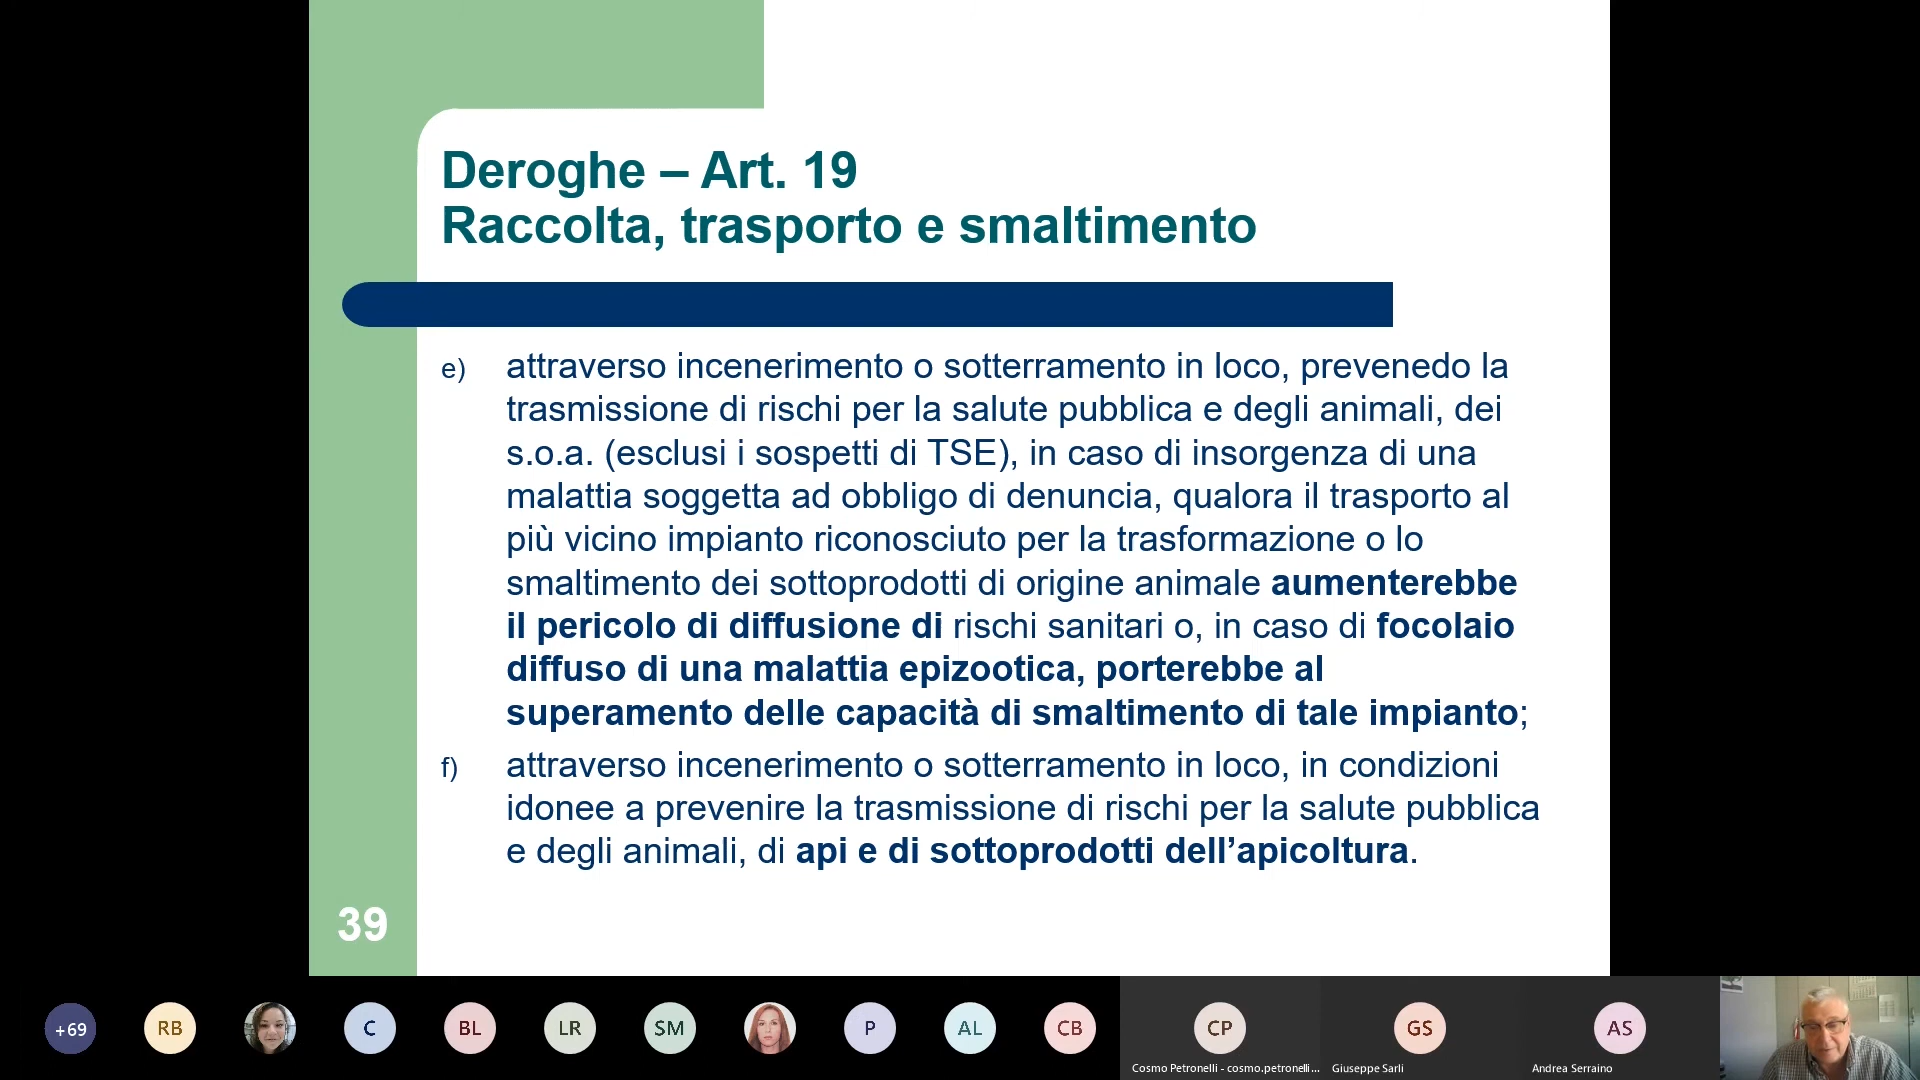 Deroghe – Art. 19
Raccolta, trasporto e smaltimento
e) attraverso incenerimento o sotterramento in loco, prevenedo la
trasmissione di rischi per la salute pubblica e degli animali, dei
s.o.a. (esclusi i sospetti di TSE), in caso di insorgenza di una
malattia soggetta ad obbligo di denuncia, qualora il trasporto al
più vicino impianto riconosciuto per la trasformazione o lo
smaltimento dei sottoprodotti di origine animale aumenterebbe
il pericolo di diffusione di rischi sanitari o, in caso di focolaio
diffuso di una malattia epizootica, porterebbe al
superamento delle capacità di smaltimento di tale impianto;
f) attraverso incenerimento o sotterramento in loco, in condizioni
idonee a prevenire la trasmissione di rischi per la salute pubblica
e degli animali, di api e di sottoprodotti dell’apicoltura.
39
+69 RB C BL LR SM P AL CB CP GS AS
Cosmo Petronelli - cosmo.petronelli... Giuseppe Sarli Andrea Serraino